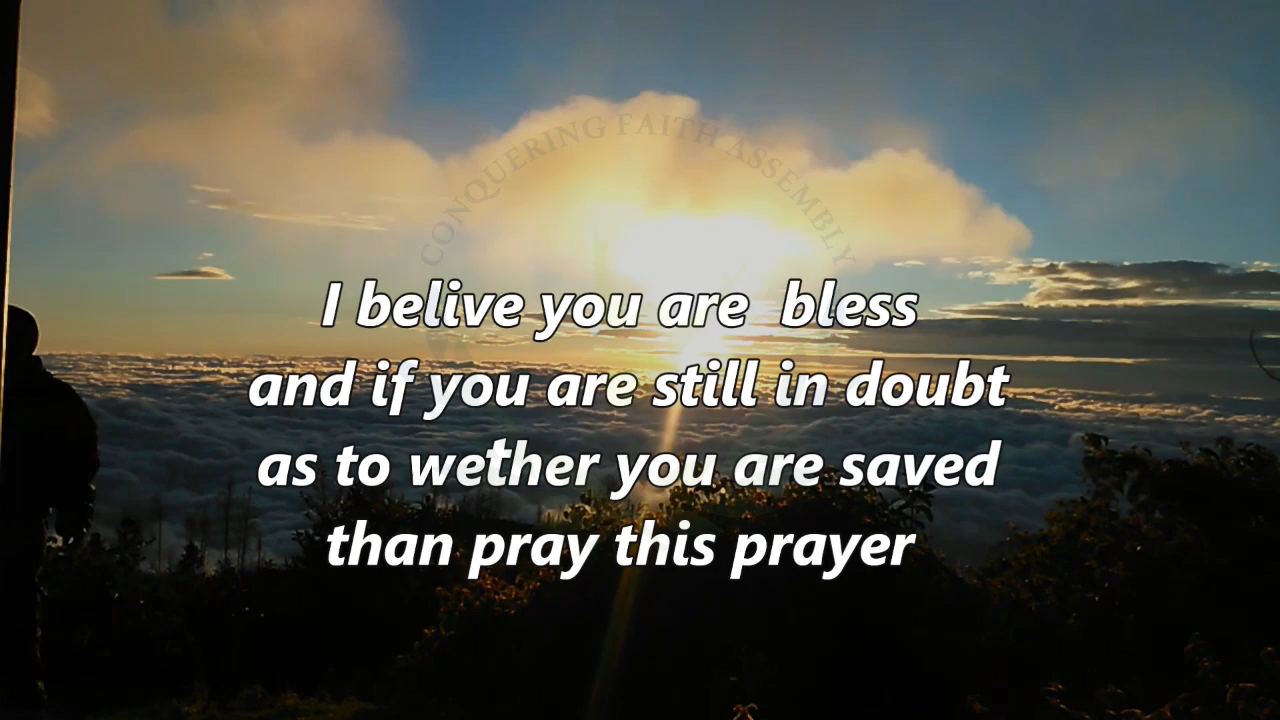 CONQUERING FAITH ASSEMBLY
I belive you are  bless
and if you are still in doubt
as to wether you are saved
than pray this prayer